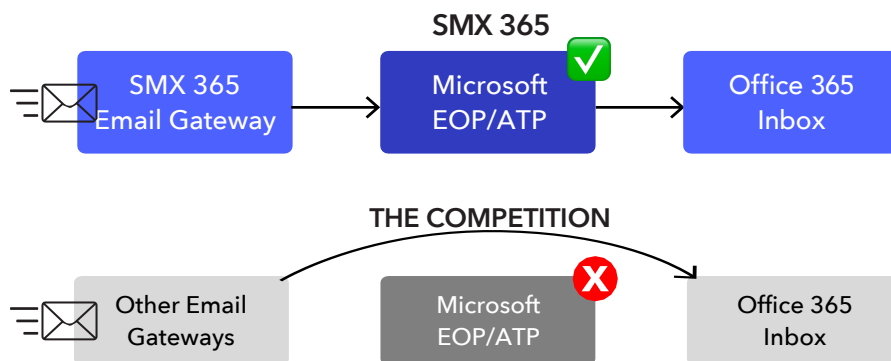 SMX 365
SMX 365
Email Gateway
Microsoft
EOP/ATP
Office 365
Inbox
THE COMPETITION
Other Email
Gateways
Microsoft
EOP/ATP
X
Office 365
Inbox